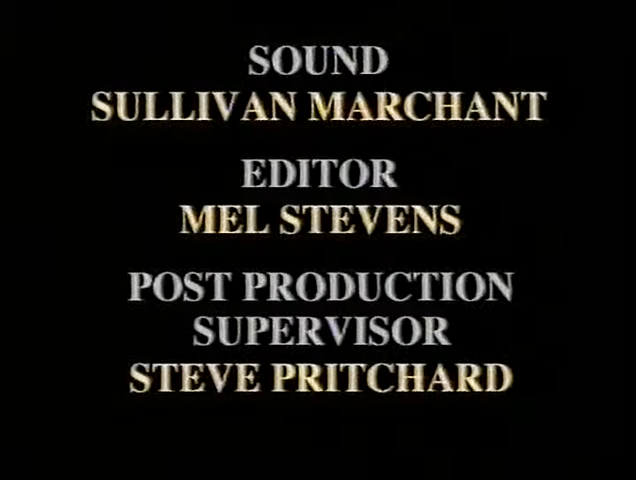 SOUND
SULLIVAN MARCHANT
EDITOR
MEL STEVENS
POST PRODUCTION
SUPERVISOR
STEVE PRITCHARD